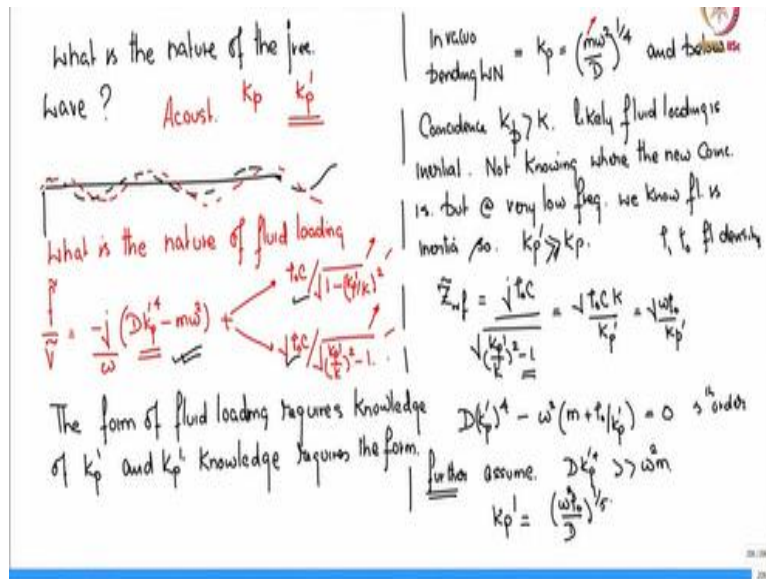 What is the nature of the free
wave? Acoust. kp kp'
What is the nature of fluid loading
f̃/Ṽ = -j/ω (Dkp'⁴ - mω²) +
ρ₀c/√(1-(kp'/k)²)
jρ₀c/√((kp'/k)²-1)
The form of fluid loading requires knowledge
of kp' and kp' knowledge requires the form.
In vacuo
bending WN = kp = (mω²/D)^1/4 and below
Coincidence kp > k. likely fluid loading is
inertial. Not knowing where the new Coinc.
is. but @ very low freq. we know fl. is
inertia so. kp' ≫ kp. fl density
Z̃wf = jρ₀c/√((kp'/k)²-1) = jρ₀ck/kp' = jωρ₀/kp'
D(kp')⁴ - ω²(m + ρ₀/kp') = 0 5th order
further assume. Dkp'⁴ >> ω²m
kp' = (ω²ρ₀/D)^1/5.